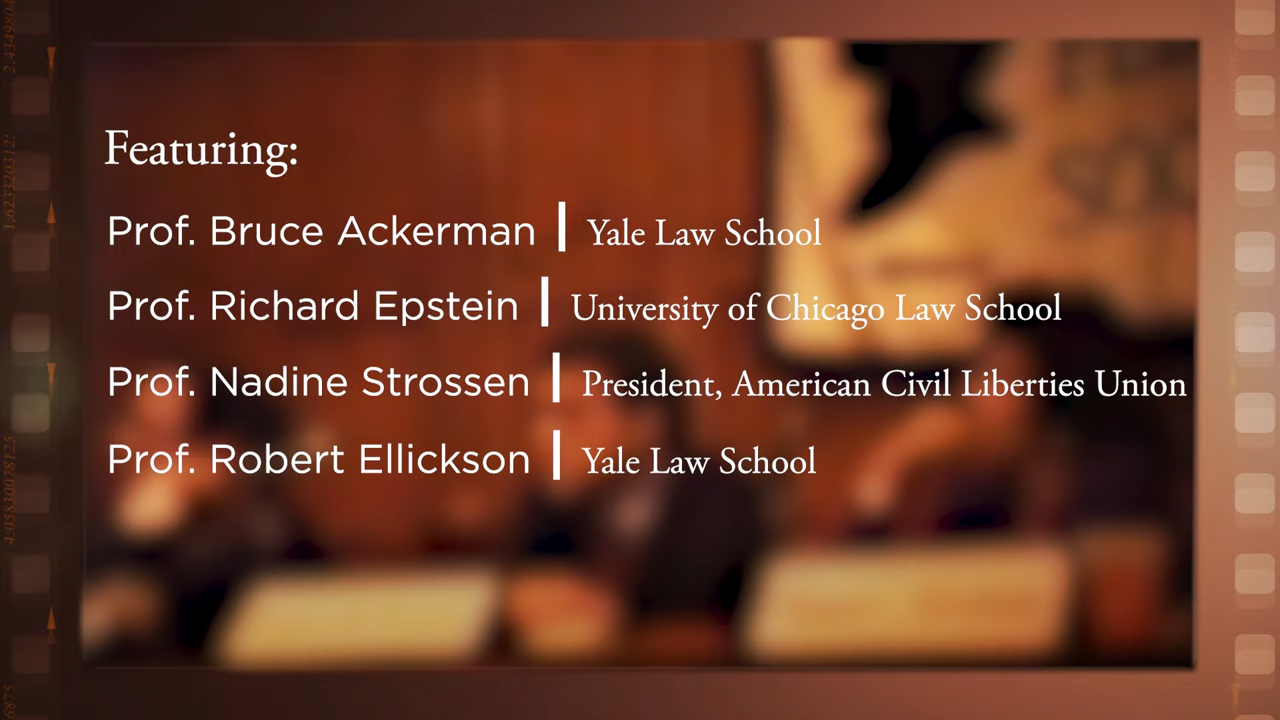 Featuring:
Prof. Bruce Ackerman | Yale Law School
Prof. Richard Epstein | University of Chicago Law School
Prof. Nadine Strossen | President, American Civil Liberties Union
Prof. Robert Ellickson | Yale Law School